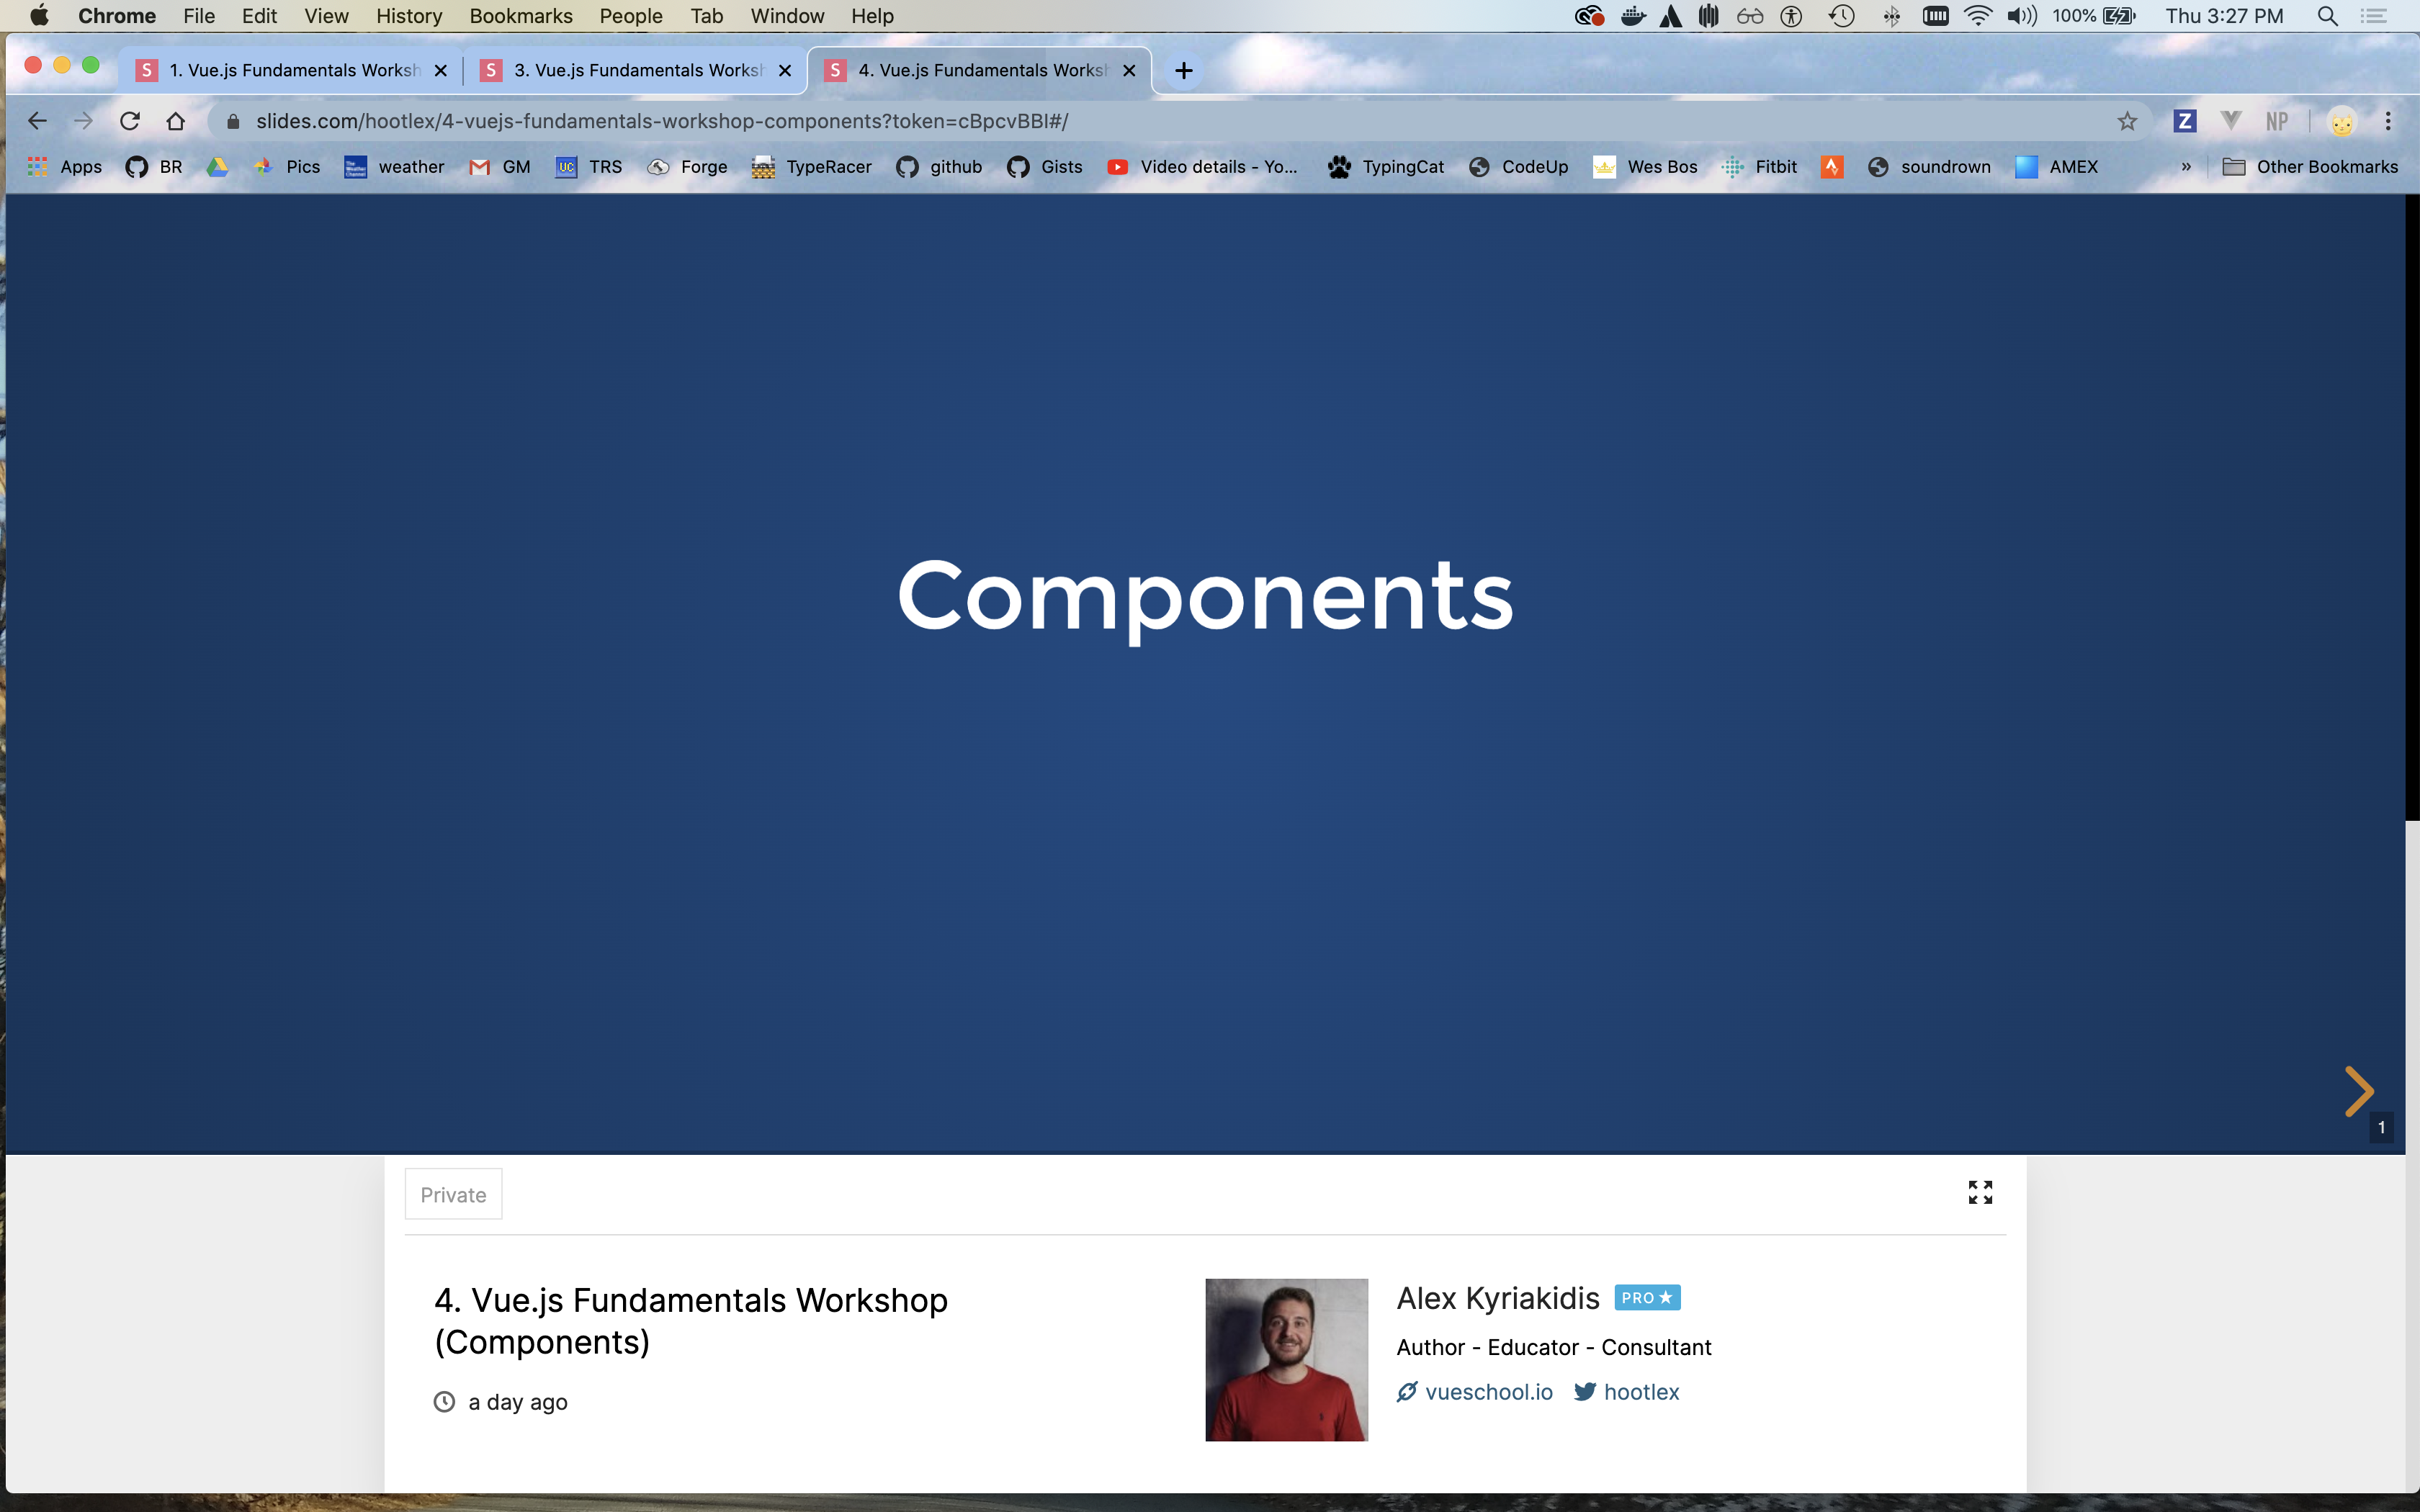 Chrome File Edit View History Bookmarks People Tab Window Help 100% Thu 3:27 PM
S 1. Vue.js Fundamentals Worksh S 3. Vue.js Fundamentals Worksh S 4. Vue.js Fundamentals Worksh
slides.com/hootlex/4-vuejs-fundamentals-workshop-components?token=cBpcvBBI#/ Z NP
Apps BR Pics weather GM UC TRS Forge TypeRacer github Gists Video details - Yo... TypingCat CodeUp Wes Bos Fitbit soundrown AMEX » Other Bookmarks
Components
1
Private
4. Vue.js Fundamentals Workshop
(Components)
a day ago
Alex Kyriakidis PRO
Author - Educator - Consultant
vueschool.io hootlex